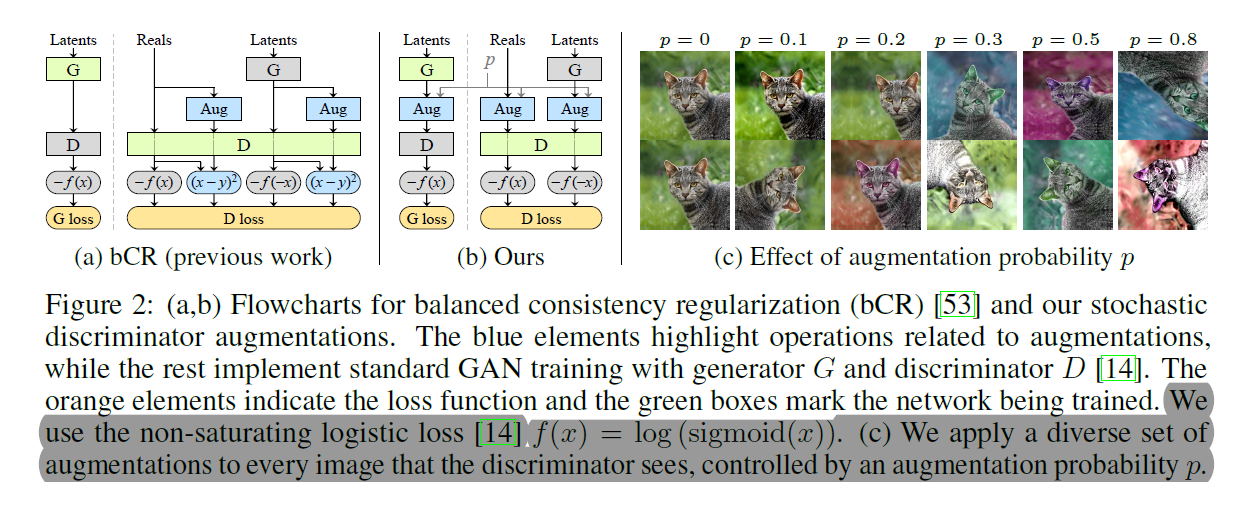 Latents Reals Latents
G G
Aug Aug
D D
−f(x) −f(x) (x−y)² −f(−x) (x−y)²
G loss D loss
(a) bCR (previous work)
Latents Reals Latents
p
G G
Aug Aug Aug
D D
−f(x) −f(x) −f(−x)
G loss D loss
(b) Ours
p = 0 p = 0.1 p = 0.2 p = 0.3 p = 0.5 p = 0.8
(c) Effect of augmentation probability p
Figure 2: (a,b) Flowcharts for balanced consistency regularization (bCR) [53] and our stochastic
discriminator augmentations. The blue elements highlight operations related to augmentations,
while the rest implement standard GAN training with generator G and discriminator D [14]. The
orange elements indicate the loss function and the green boxes mark the network being trained. We
use the non-saturating logistic loss [14] f(x) = log (sigmoid(x)). (c) We apply a diverse set of
augmentations to every image that the discriminator sees, controlled by an augmentation probability p.